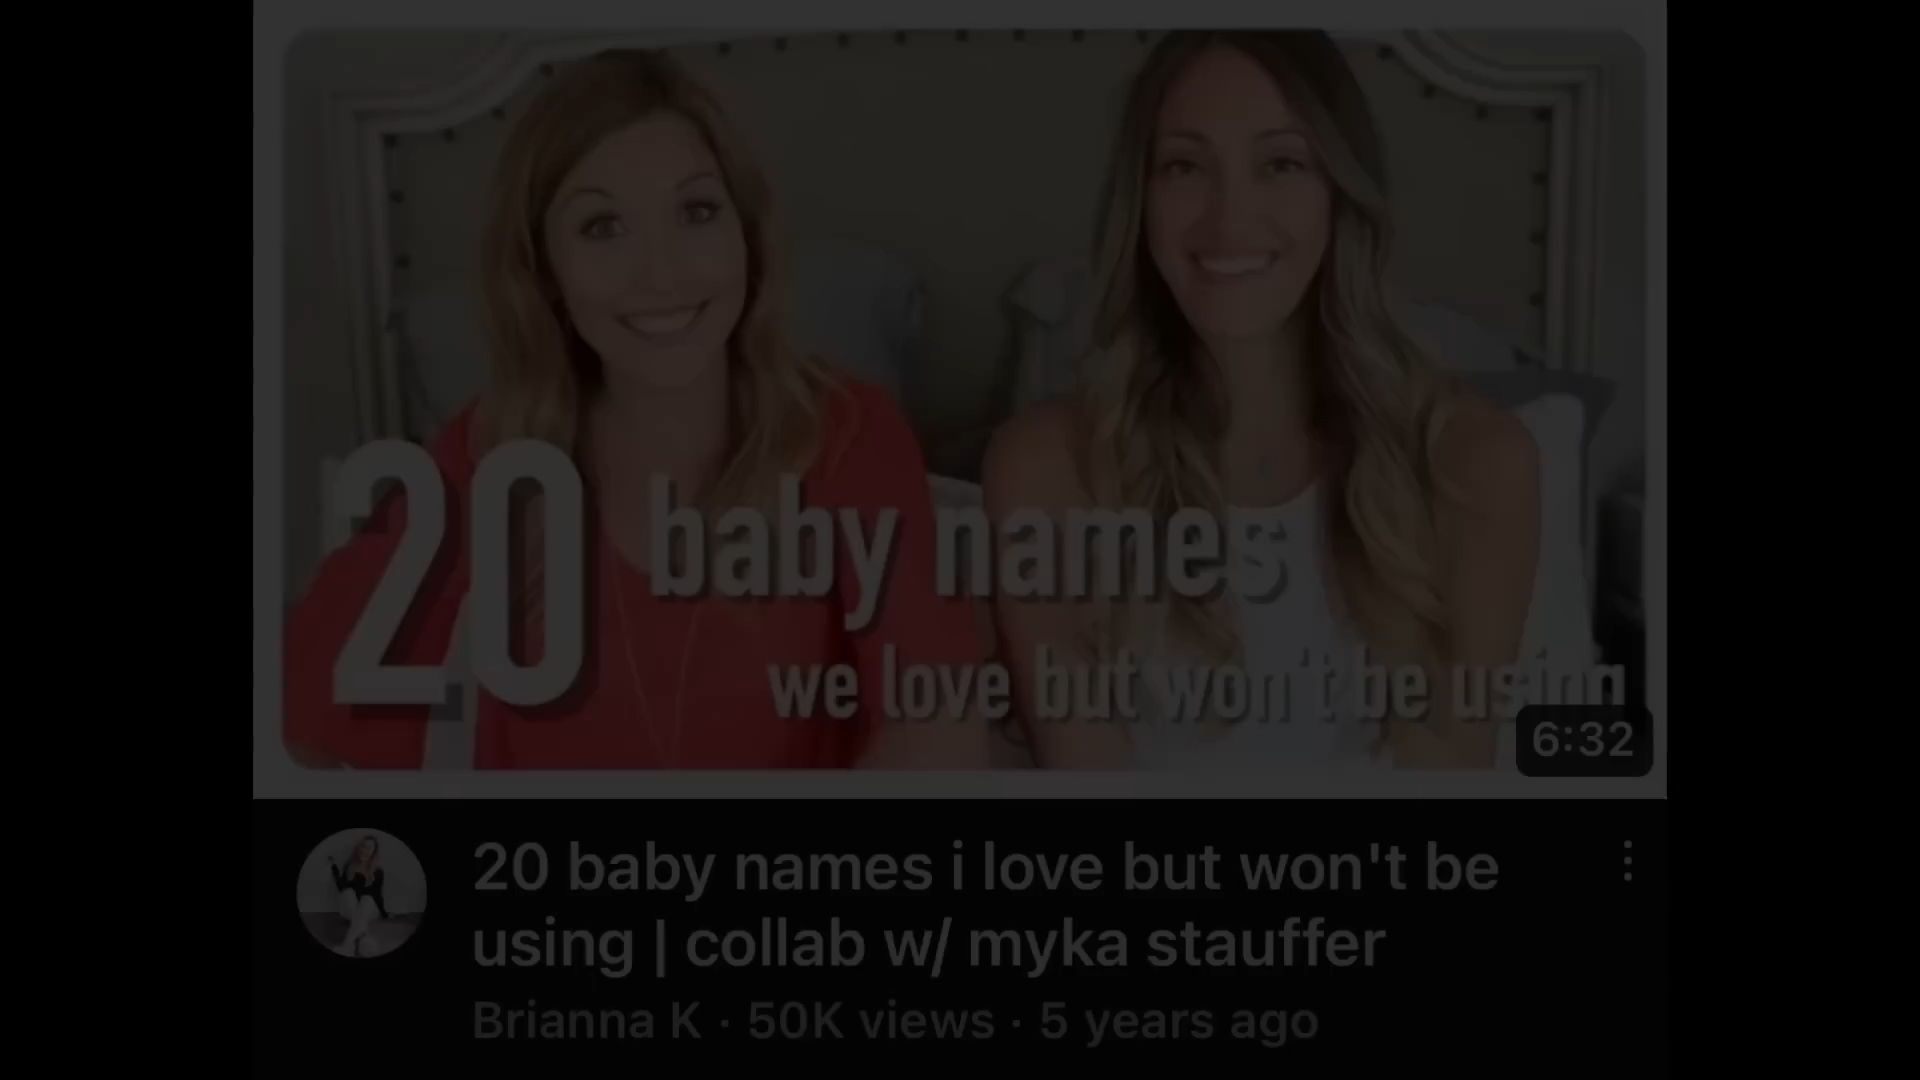 20 baby names
we love but won't be using
6:32
20 baby names i love but won't be
using | collab w/ myka stauffer
Brianna K · 50K views · 5 years ago